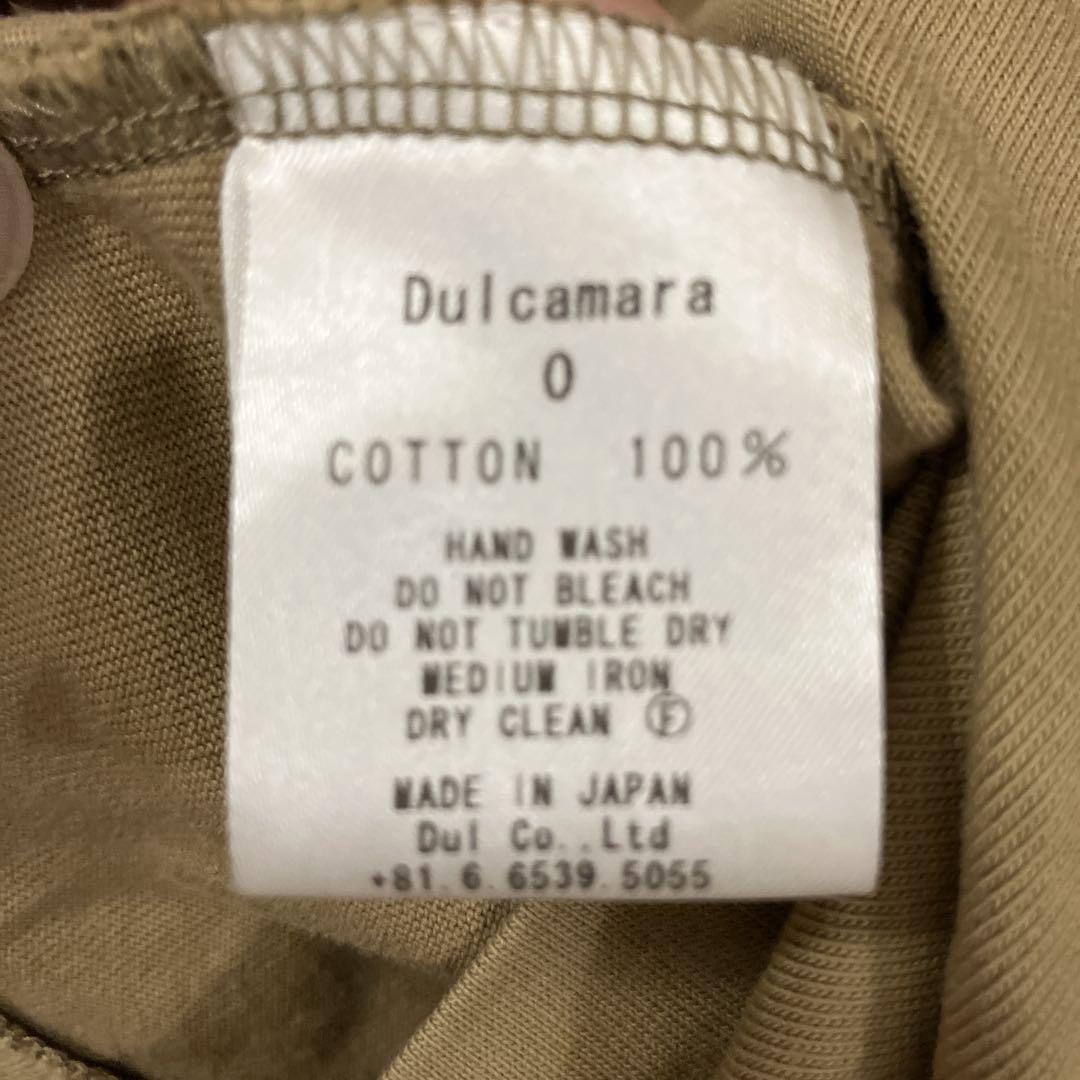 Dulcamara
0
COTTON 100%
HAND WASH
DO NOT BLEACH
DO NOT TUMBLE DRY
MEDIUM IRON
DRY CLEAN Ⓕ
MADE IN JAPAN
Dul Co.,Ltd
+81.6.6539.5055